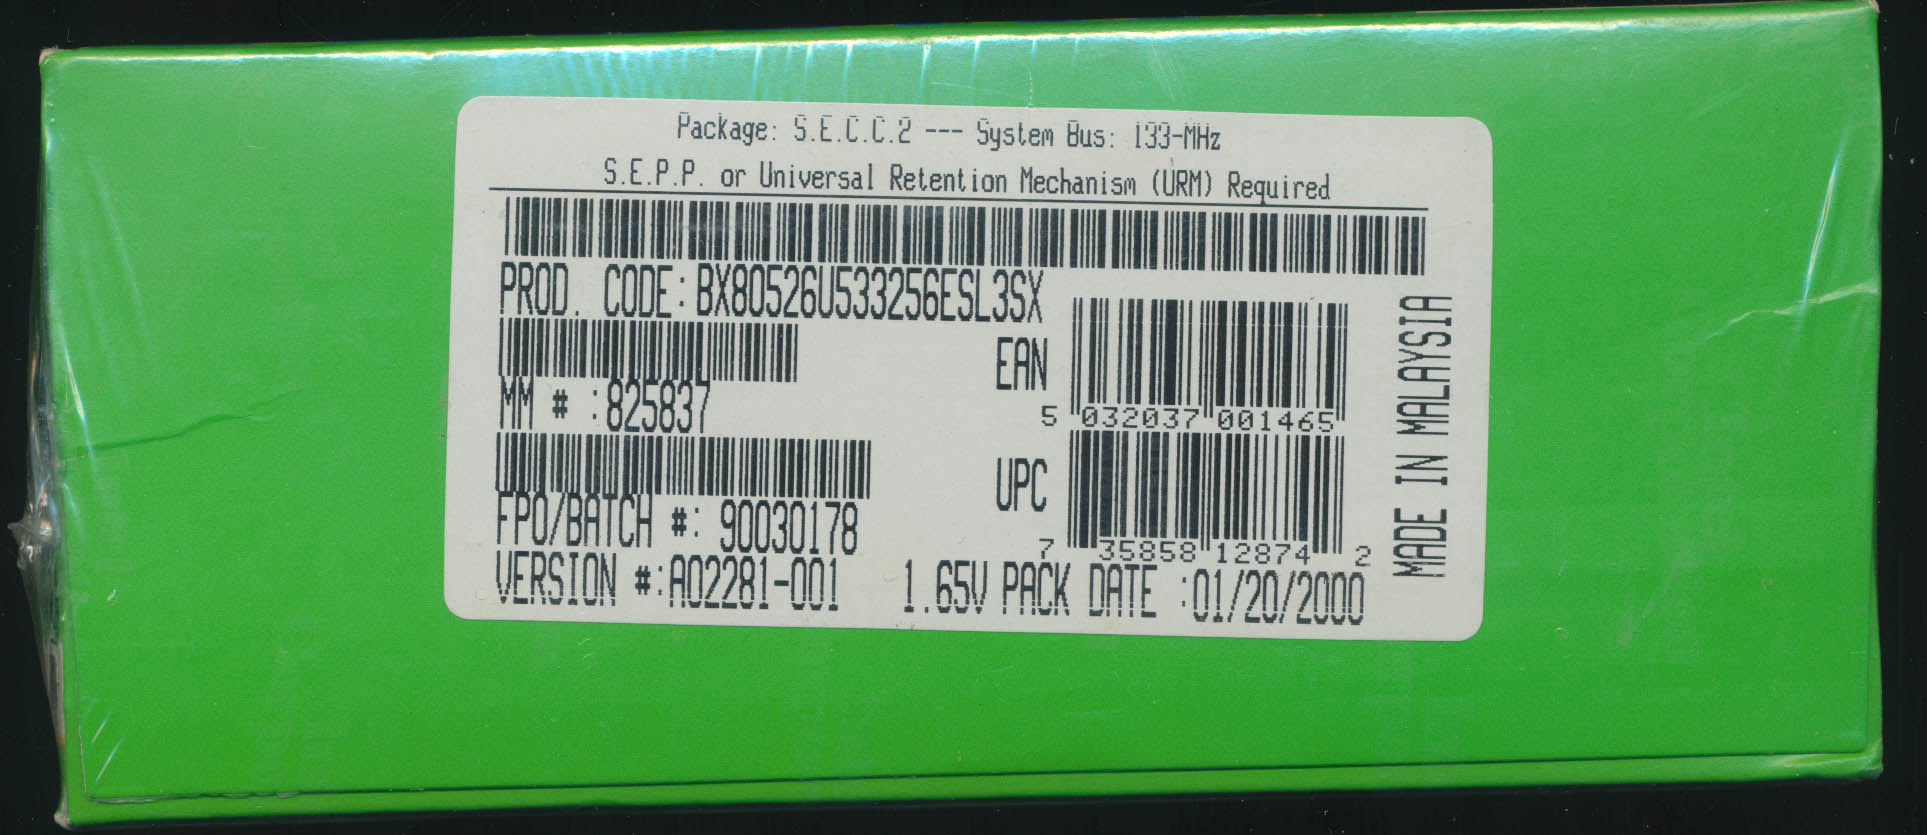 Package: S.E.C.C.2 --- System Bus: 133-MHz
S.E.P.P. or Universal Retention Mechanism (URM) Required
PROD. CODE: BX80526U533256ESL3SX
MM # :825837
EAN
5 032037 001465
FPO/BATCH #: 90030178
UPC
7 35858 12874 2
VERSION #:A02281-001 1.65V PACK DATE :01/20/2000
MADE IN MALAYSIA